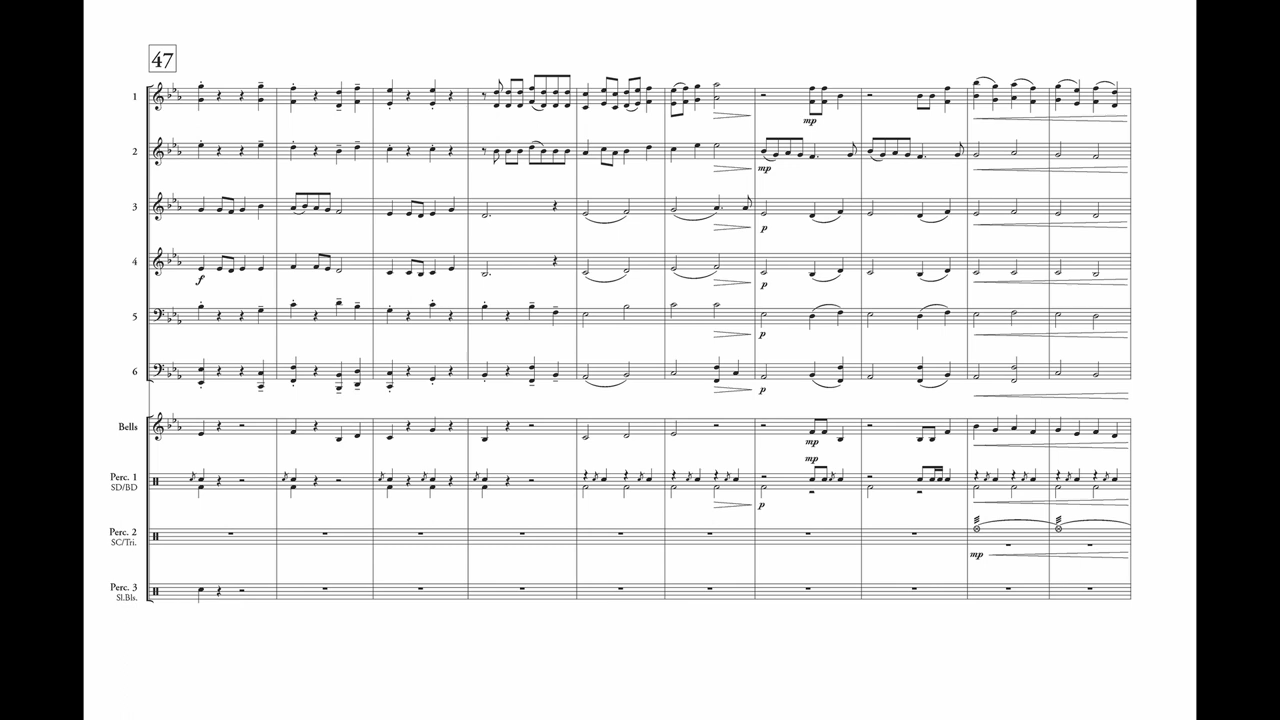 47
1
mp
2
mp
3
p
4
f
p
5
p
6
p
Bells
mp
mp
Perc. 1
SD/BD
p
Perc. 2
SC/Tri.
mp
Perc. 3
Sl.Bls.